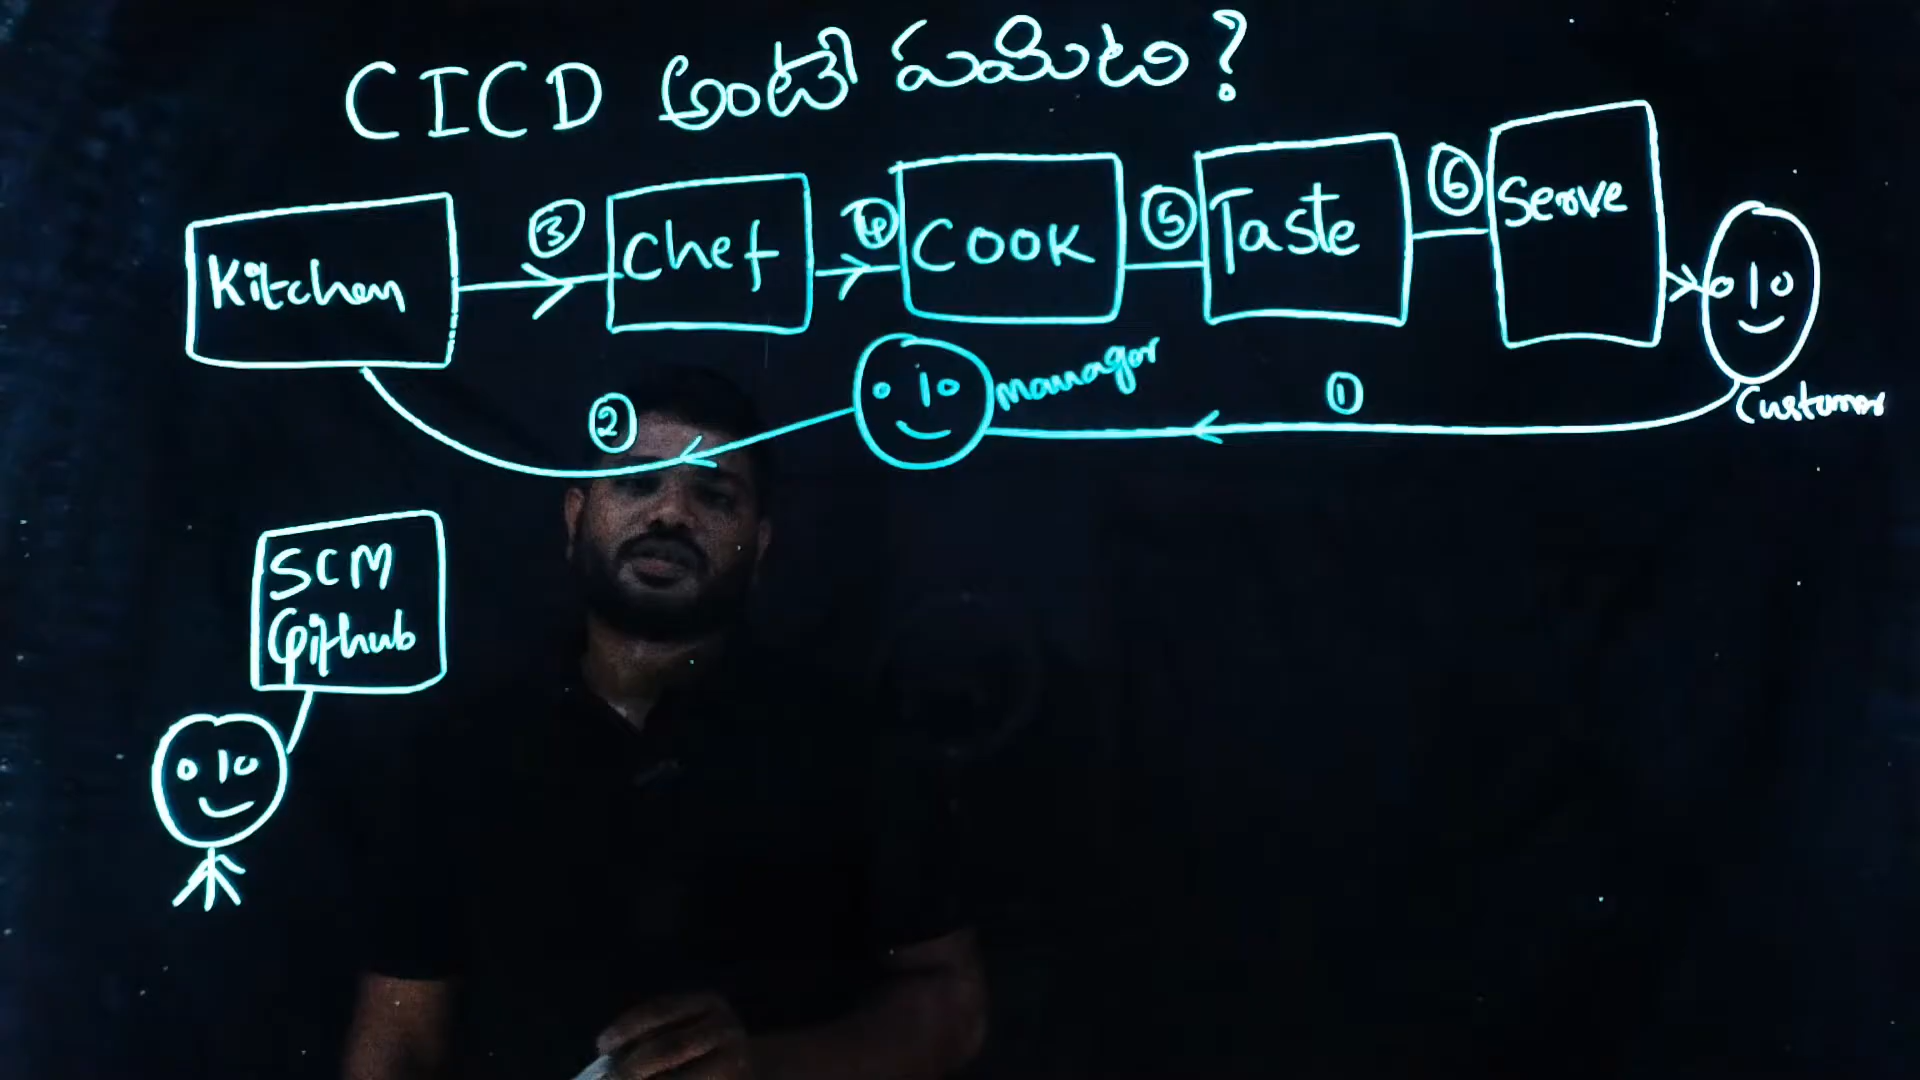 CICD అంటే ఏమిటి?
Kitchen
③
Chef
④
COOK
⑤
Taste
⑥
Serve
②
manager
①
Customer
SCM
Github